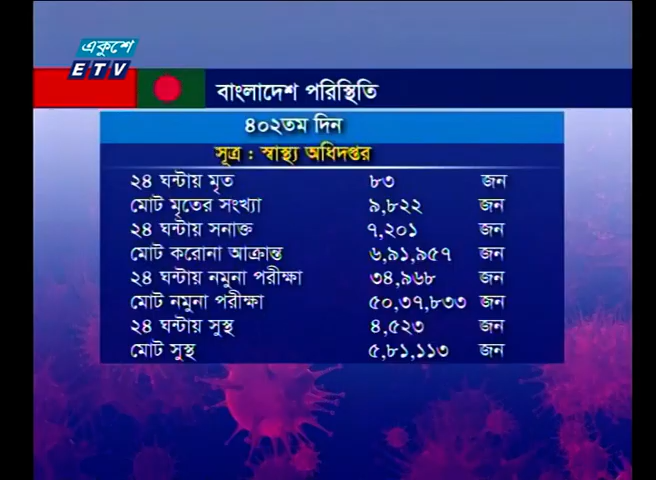 একুশে
ETV
বাংলাদেশ পরিস্থিতি
৪০২তম দিন
সূত্র : স্বাস্থ্য অধিদপ্তর
২৪ ঘন্টায় মৃত ৮৩ জন
মোট মৃতের সংখ্যা ৯,৮২২ জন
২৪ ঘন্টায় সনাক্ত ৭,২০১ জন
মোট করোনা আক্রান্ত ৬,৯১,৯৫৭ জন
২৪ ঘন্টায় নমুনা পরীক্ষা ৩৪,৯৬৮ জন
মোট নমুনা পরীক্ষা ৫০,৩৭,৮৩৩ জন
২৪ ঘন্টায় সুস্থ ৪,৫২৩ জন
মোট সুস্থ ৫,৮১,১১৩ জন